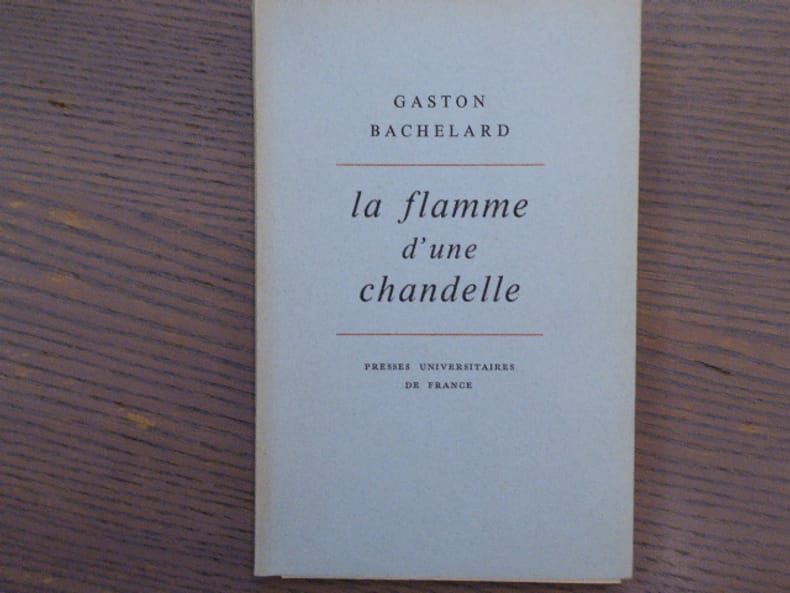 GASTON
BACHELARD
la flamme
d'une
chandelle
PRESSES UNIVERSITAIRES
DE FRANCE